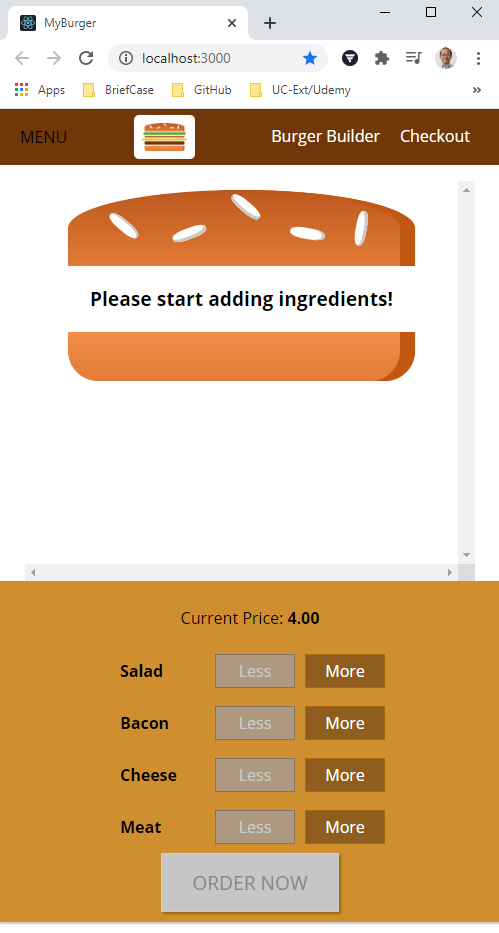 MyBurger
localhost:3000
Apps BriefCase GitHub UC-Ext/Udemy
MENU Burger Builder Checkout
Please start adding ingredients!
Current Price: 4.00
Salad Less More
Bacon Less More
Cheese Less More
Meat Less More
ORDER NOW